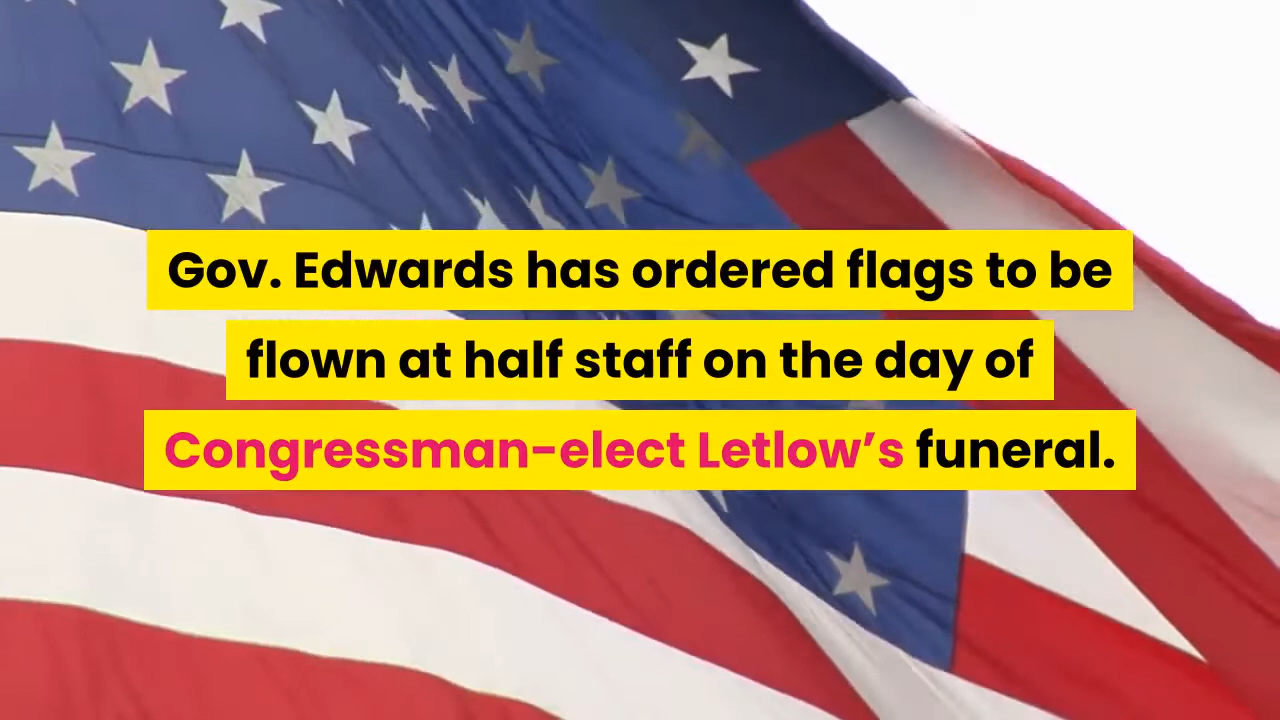 Gov. Edwards has ordered flags to be
flown at half staff on the day of
Congressman-elect Letlow’s funeral.